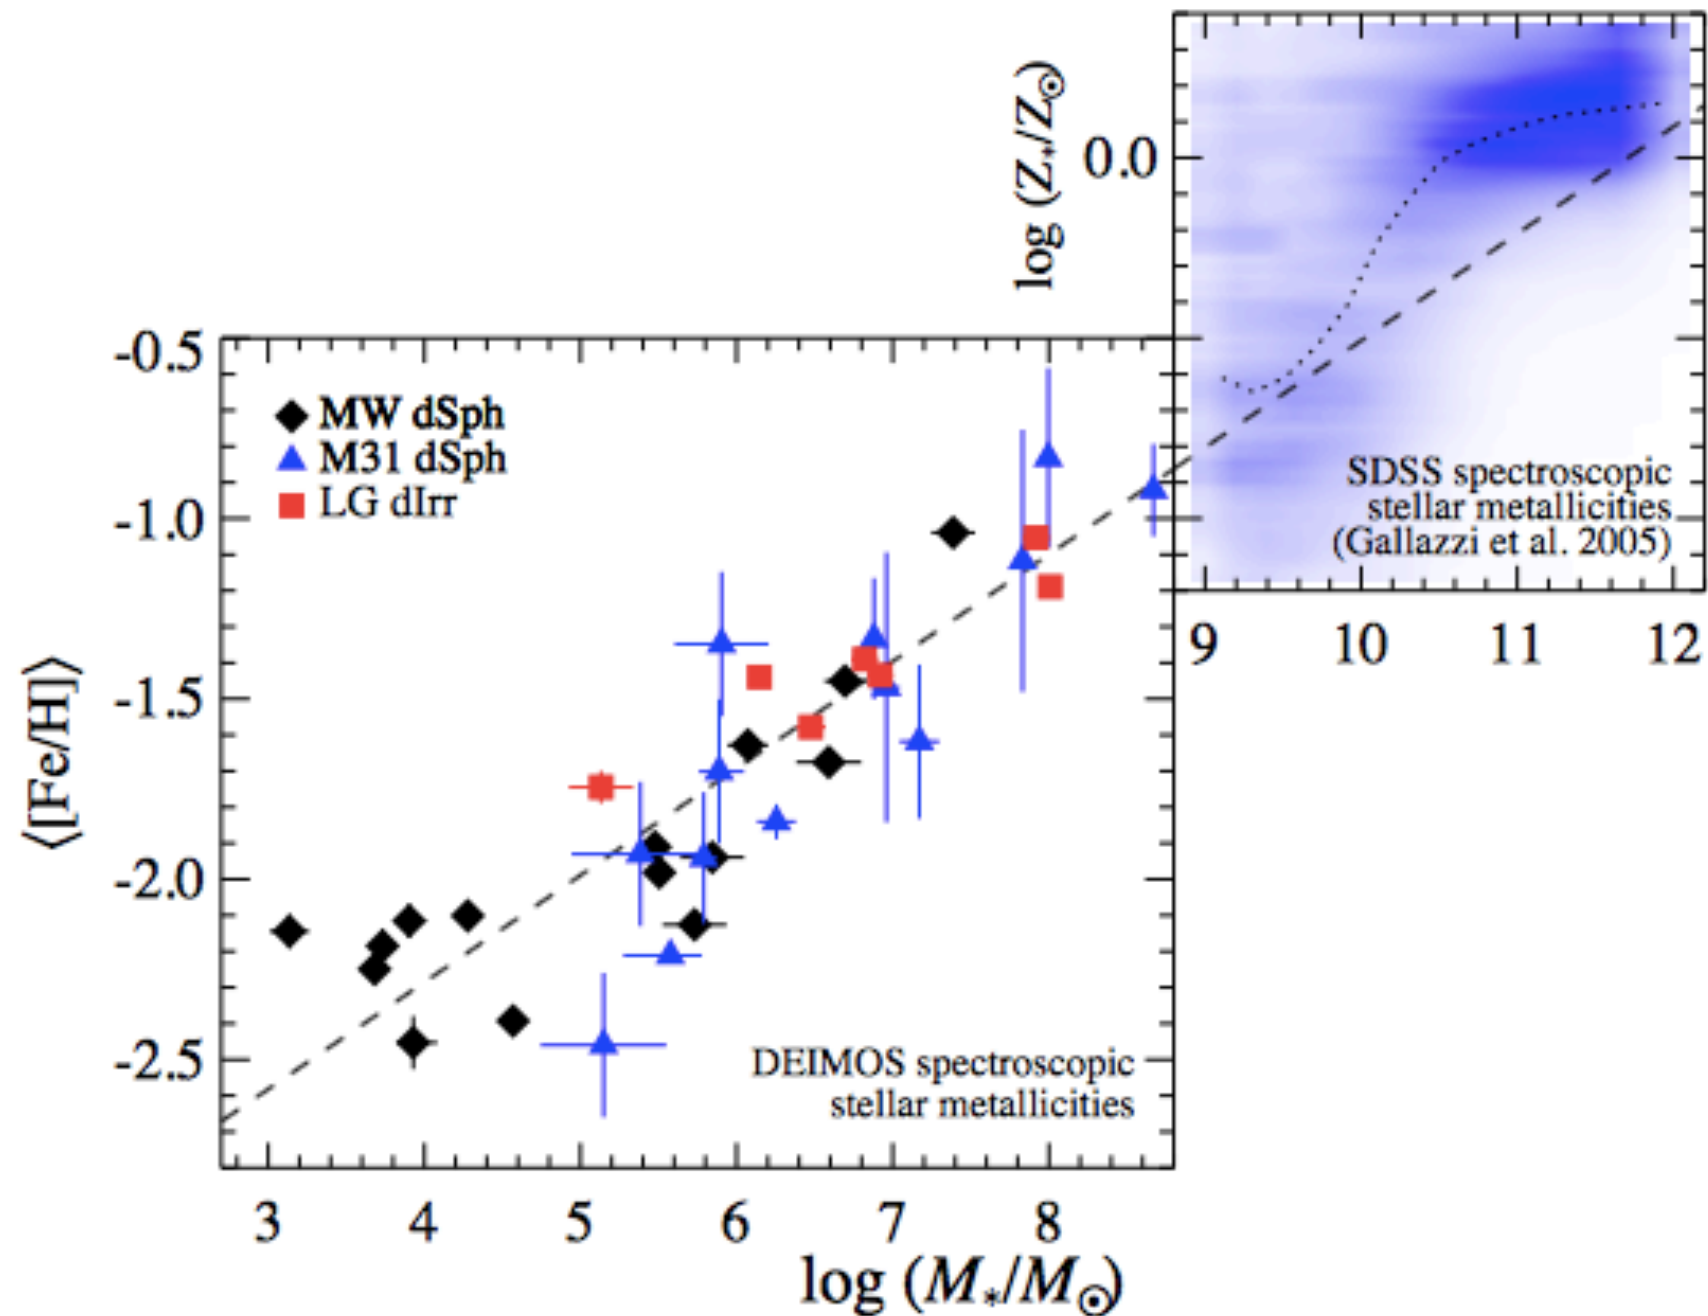 log (Z*/Z⊙)
0.0
SDSS spectroscopic
stellar metallicities
(Gallazzi et al. 2005)
9 10 11 12
⟨[Fe/H]⟩
-0.5
-1.0
-1.5
-2.0
-2.5
MW dSph
M31 dSph
LG dIrr
DEIMOS spectroscopic
stellar metallicities
3 4 5 6 7 8
log (M*/M⊙)